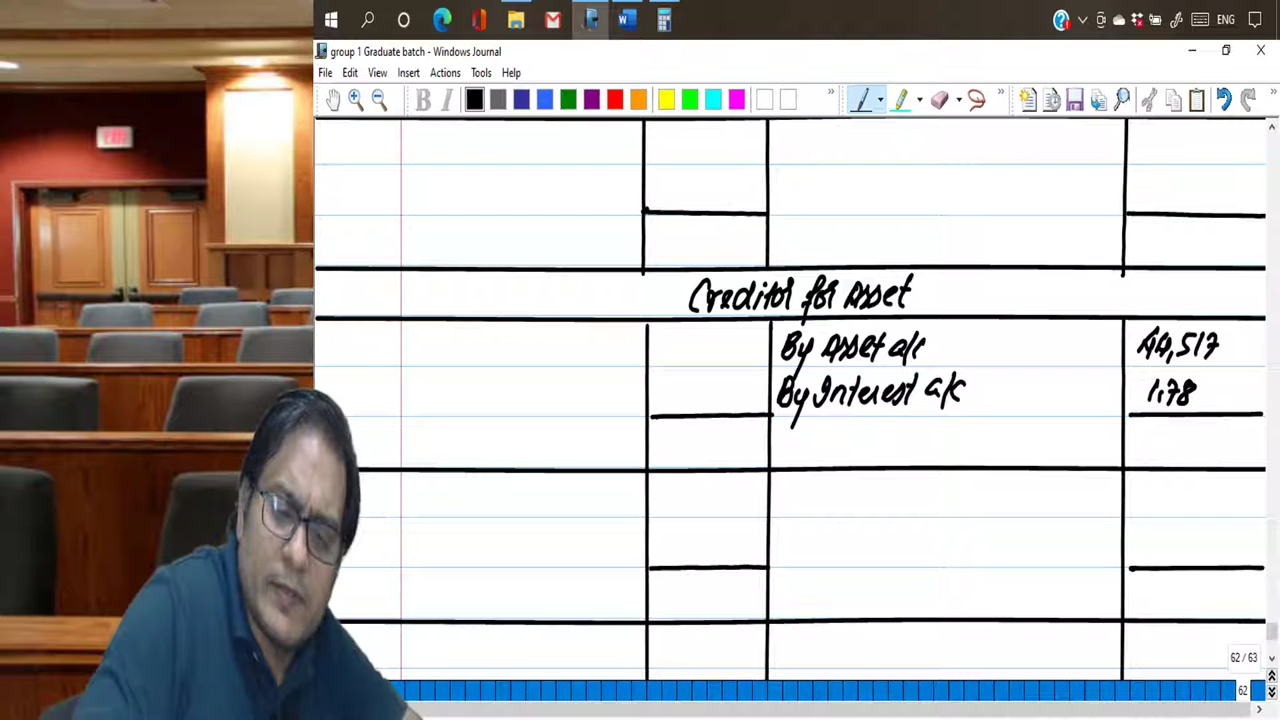 ENG
group 1 Graduate batch - Windows Journal
File Edit View Insert Actions Tools Help
Creditor for Asset
By Asset a/c 44,517
By Interest a/c 1,78
62 / 63
62